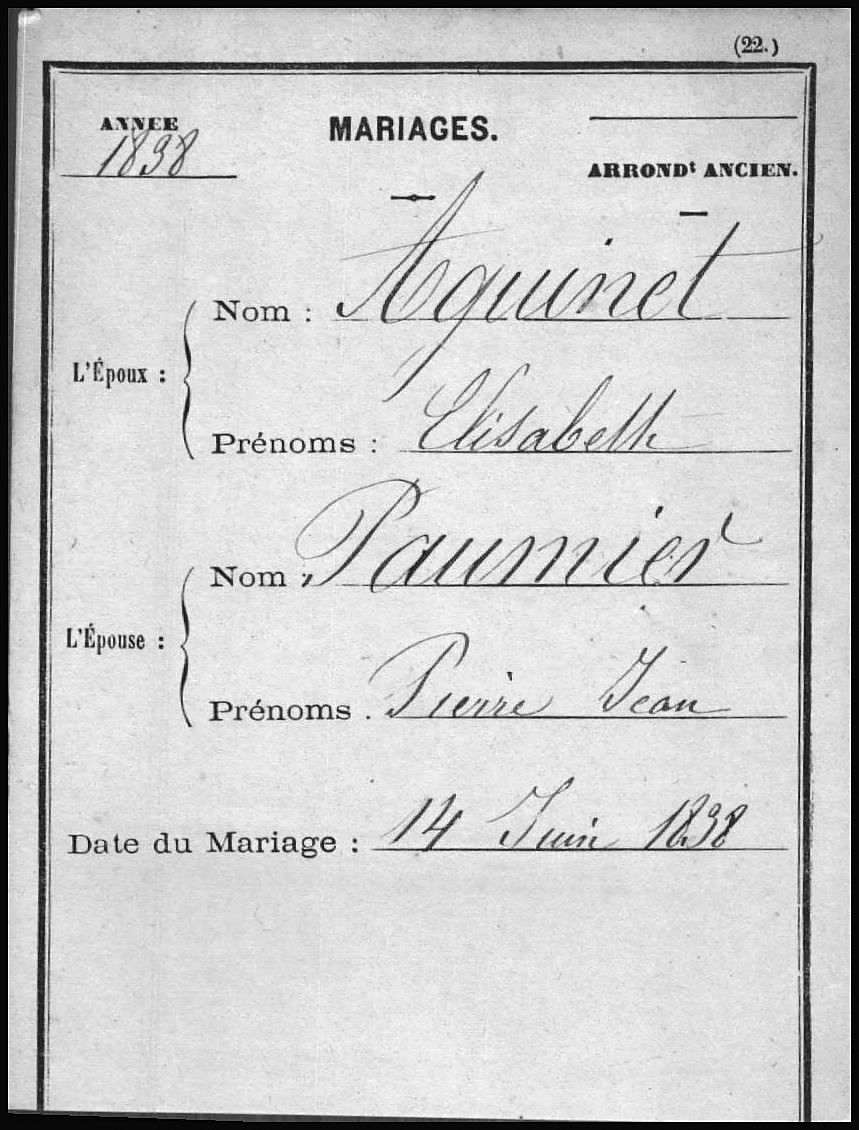 (22.)
ANNEE
MARIAGES.
1838
ARRONDt ANCIEN.
Nom : Aquinet
L'Époux :
Prénoms : Elisabeth
Nom : Paumier
L'Épouse :
Prénoms . Pierre Jean
Date du Mariage : 14 Juin 1838